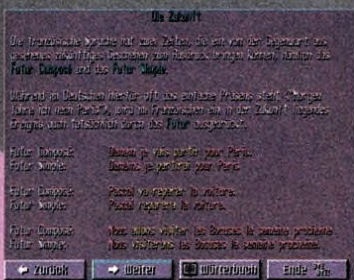 Die Zukunft
Die französische Sprache hat zwei Zeiten, die ein von der Gegenwart aus
gesehenes zukünftiges Geschehen zum Ausdruck bringen können, nämlich das
Futur Composé und das Futur Simple.
Während im Deutschen hierfür oft das einfache Präsens steht "Morgen
fahre ich nach Paris", wird im Französischen ein in der Zukunft liegendes
Ereignis auch tatsächlich durch das Futur ausgedrückt.
Futur Composé: Demain je vais partir pour Paris.
Futur Simple: Demain je partirai pour Paris.
Futur Composé: Pascal va réparer la voiture.
Futur Simple: Pascal réparera la voiture.
Futur Composé: Nous allons visiter les la semaine prochaine.
Futur Simple: Nous visiterons les la semaine prochaine.
Zurück Weiter Wörterbuch Ende